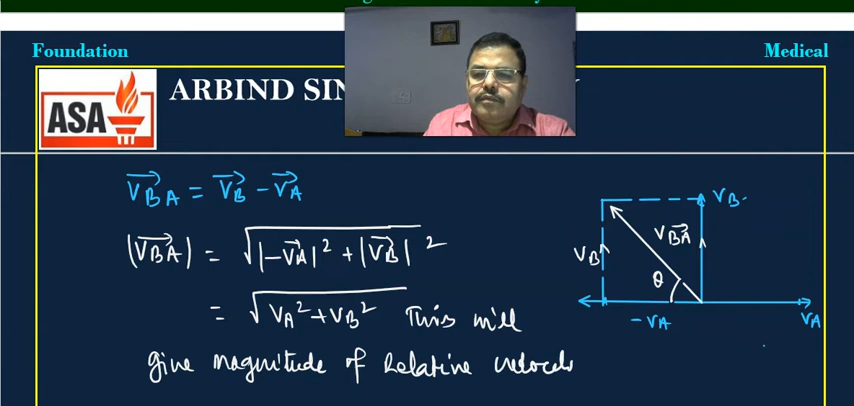 Foundation
Medical
ASA
ARBIND SIN
Y
V⃗BA = V⃗B − V⃗A
|V⃗BA| = √|−V⃗A|² + |V⃗B|²
= √VA² + VB² This will
give magnitude of Relative
VB
VBA
VB
θ
−VA
VA